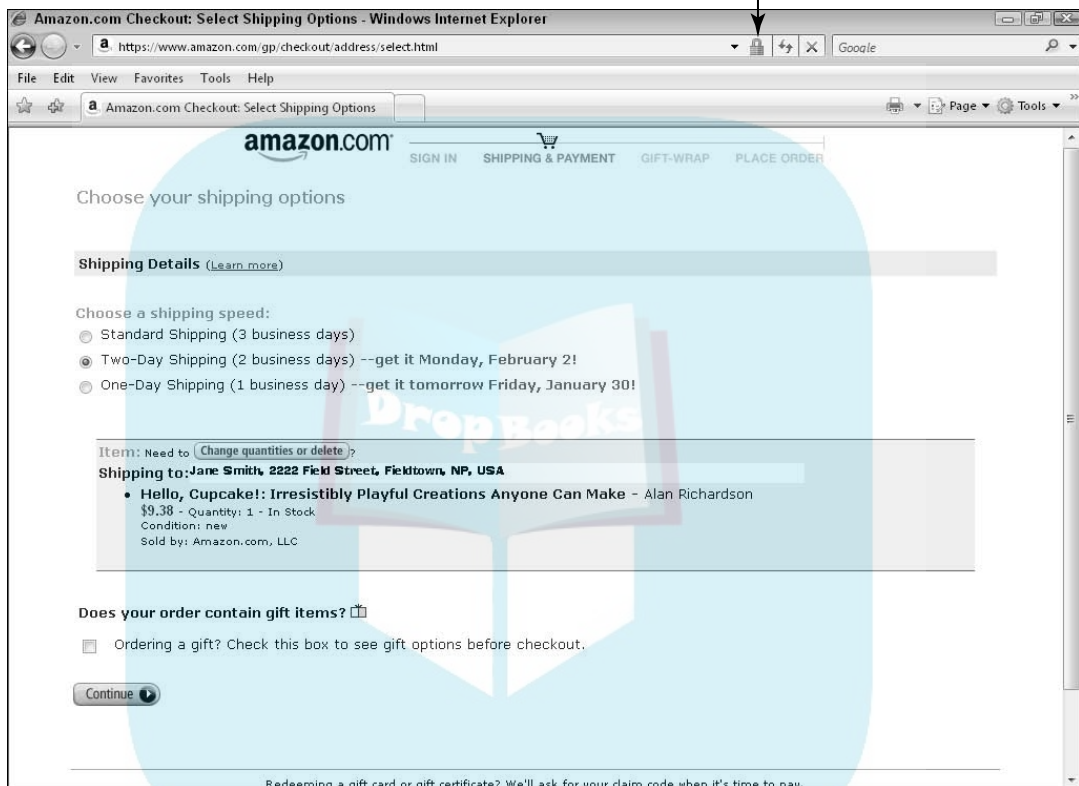 Amazon.com Checkout: Select Shipping Options - Windows Internet Explorer
a https://www.amazon.com/gp/checkout/address/select.html Google
File Edit View Favorites Tools Help
a Amazon.com Checkout: Select Shipping Options Page Tools »
amazon.com
SIGN IN SHIPPING & PAYMENT GIFT-WRAP PLACE ORDER
Choose your shipping options
Shipping Details (Learn more)
Choose a shipping speed:
Standard Shipping (3 business days)
Two-Day Shipping (2 business days) --get it Monday, February 2!
One-Day Shipping (1 business day) --get it tomorrow Friday, January 30!
DropBooks
Item: Need to Change quantities or delete ?
Shipping to: Jane Smith, 2222 Field Street, Fieldtown, NP, USA
• Hello, Cupcake!: Irresistibly Playful Creations Anyone Can Make - Alan Richardson
$9.38 - Quantity: 1 - In Stock
Condition: new
Sold by: Amazon.com, LLC
Does your order contain gift items?
Ordering a gift? Check this box to see gift options before checkout.
Continue
Redeeming a gift card or gift certificate? We'll ask for your claim code when it's time to pay.